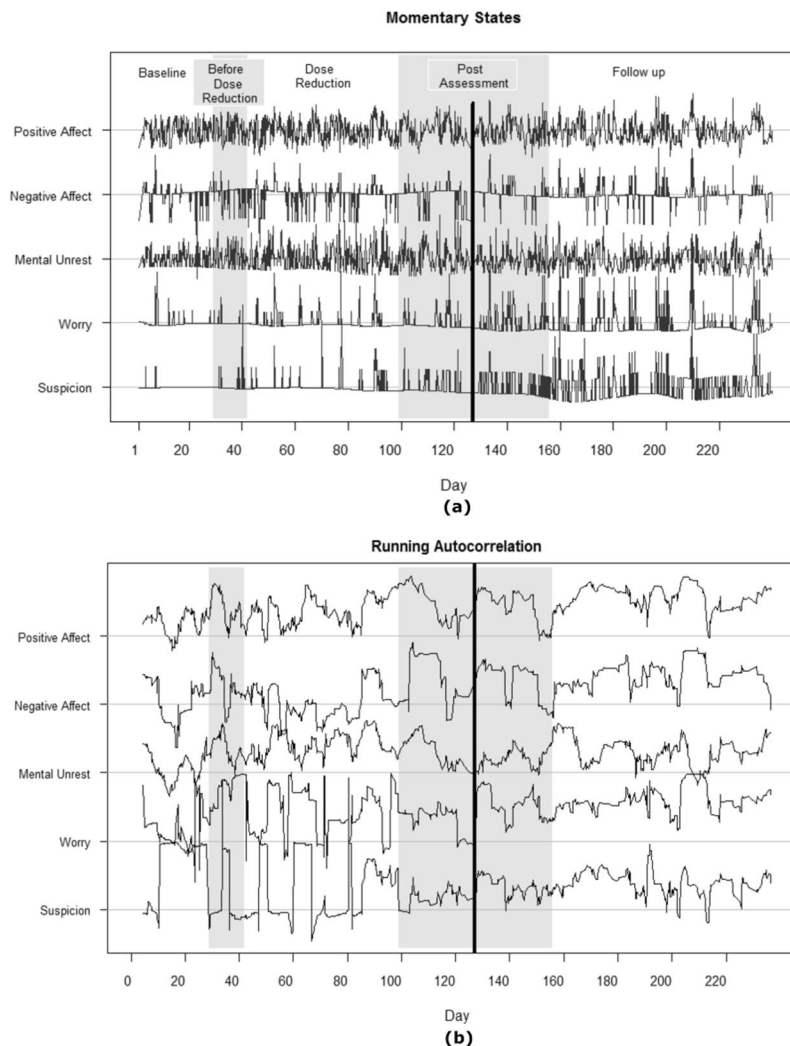 Momentary States
Baseline
Before
Dose
Reduction
Dose
Reduction
Post
Assessment
Follow up
Positive Affect
Negative Affect
Mental Unrest
Worry
Suspicion
1 20 40 60 80 100 120 140 160 180 200 220
Day
(a)
Running Autocorrelation
Positive Affect
Negative Affect
Mental Unrest
Worry
Suspicion
0 20 40 60 80 100 120 140 160 180 200 220
Day
(b)